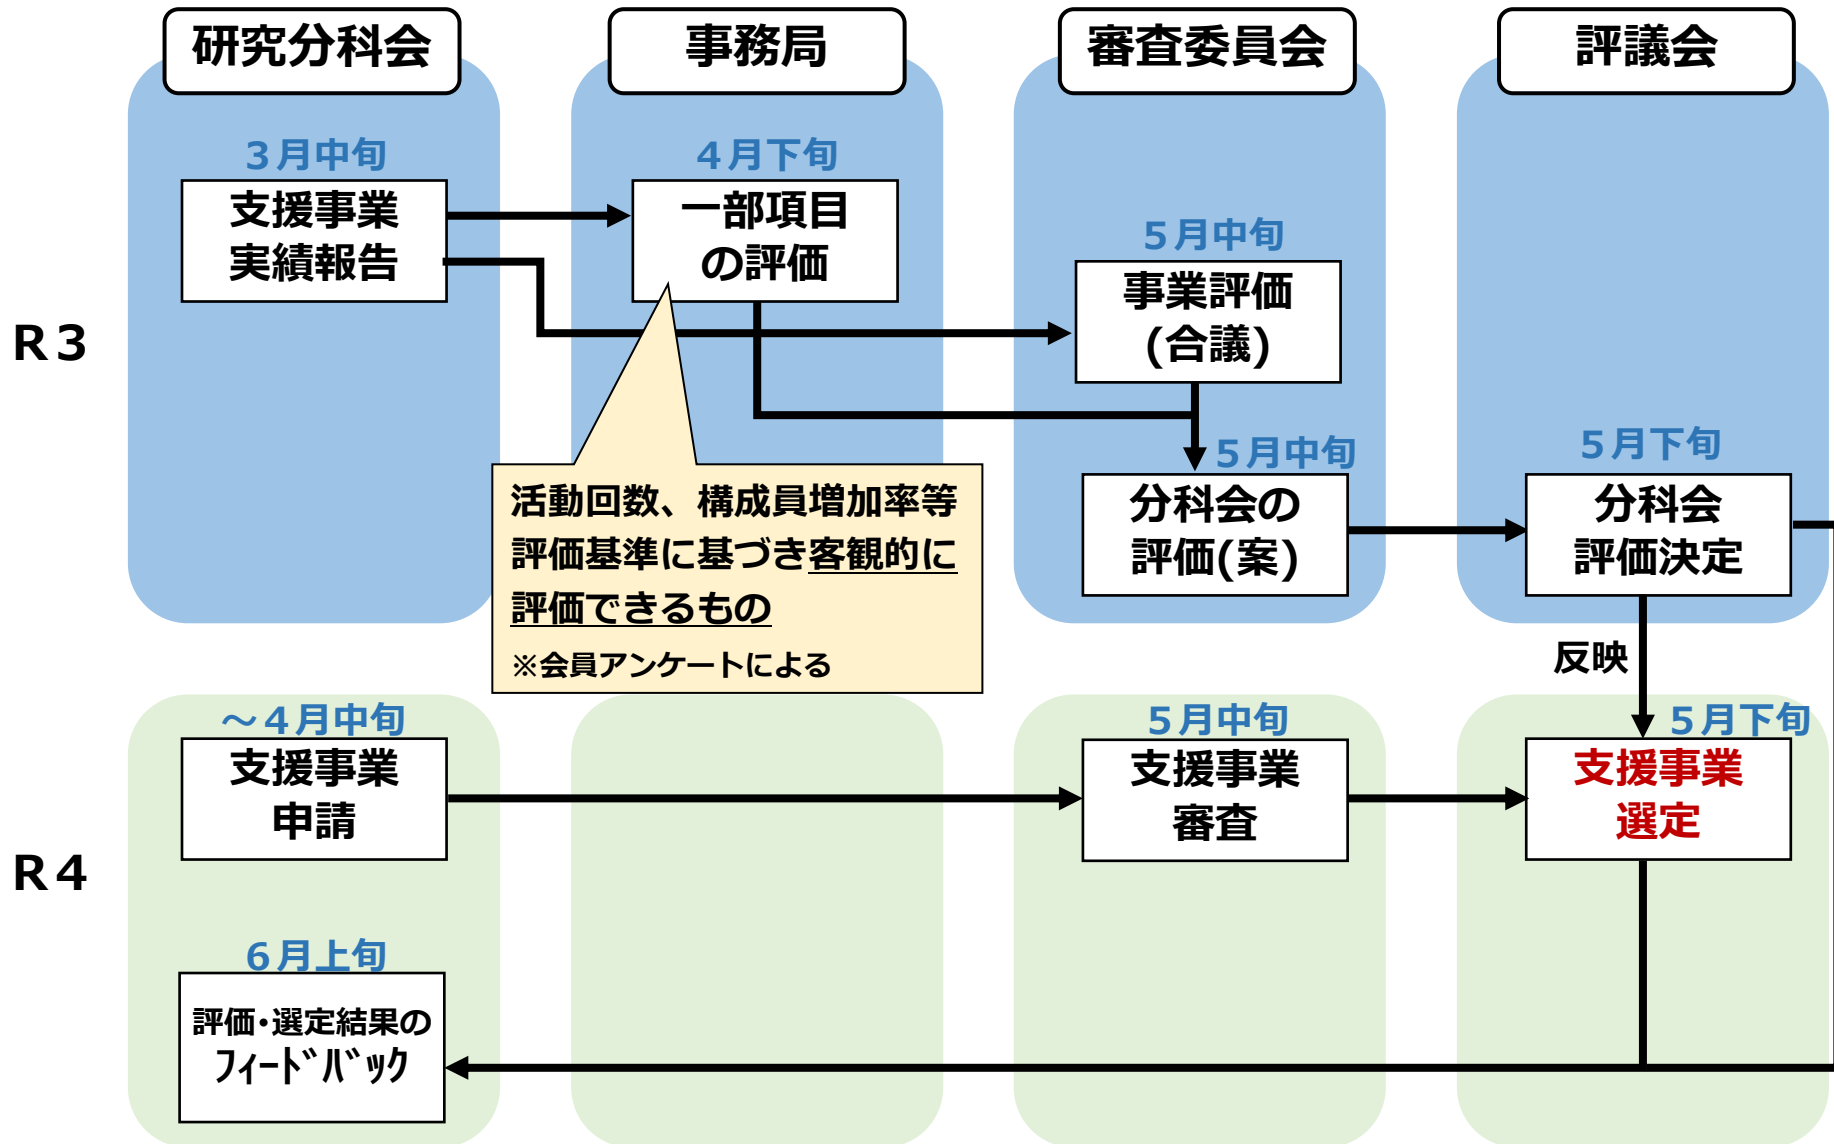 研究分科会
事務局
審査委員会
評議会
R3
3月中旬
支援事業
実績報告
4月下旬
一部項目
の評価
5月中旬
事業評価
(合議)
活動回数、構成員増加率等
評価基準に基づき客観的に
評価できるもの
※会員アンケートによる
5月中旬
分科会の
評価(案)
5月下旬
分科会
評価決定
反映
R4
～4月中旬
支援事業
申請
5月中旬
支援事業
審査
5月下旬
支援事業
選定
6月上旬
評価・選定結果の
フィードバック